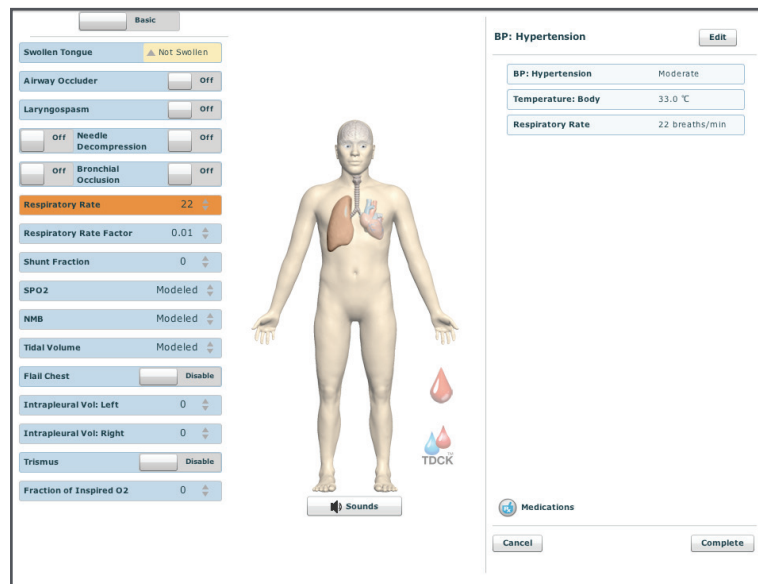 Basic
Swollen Tongue Not Swollen
Airway Occluder Off
Laryngospasm Off
Off Needle Decompression Off
Off Bronchial Occlusion Off
Respiratory Rate 22
Respiratory Rate Factor 0.01
Shunt Fraction 0
SPO2 Modeled
NMB Modeled
Tidal Volume Modeled
Flail Chest Disable
Intrapleural Vol: Left 0
Intrapleural Vol: Right 0
Trismus Disable
Fraction of Inspired O2 0
TDCK™
Sounds
BP: Hypertension Edit
BP: Hypertension Moderate
Temperature: Body 33.0 ℃
Respiratory Rate 22 breaths/min
Medications
Cancel Complete